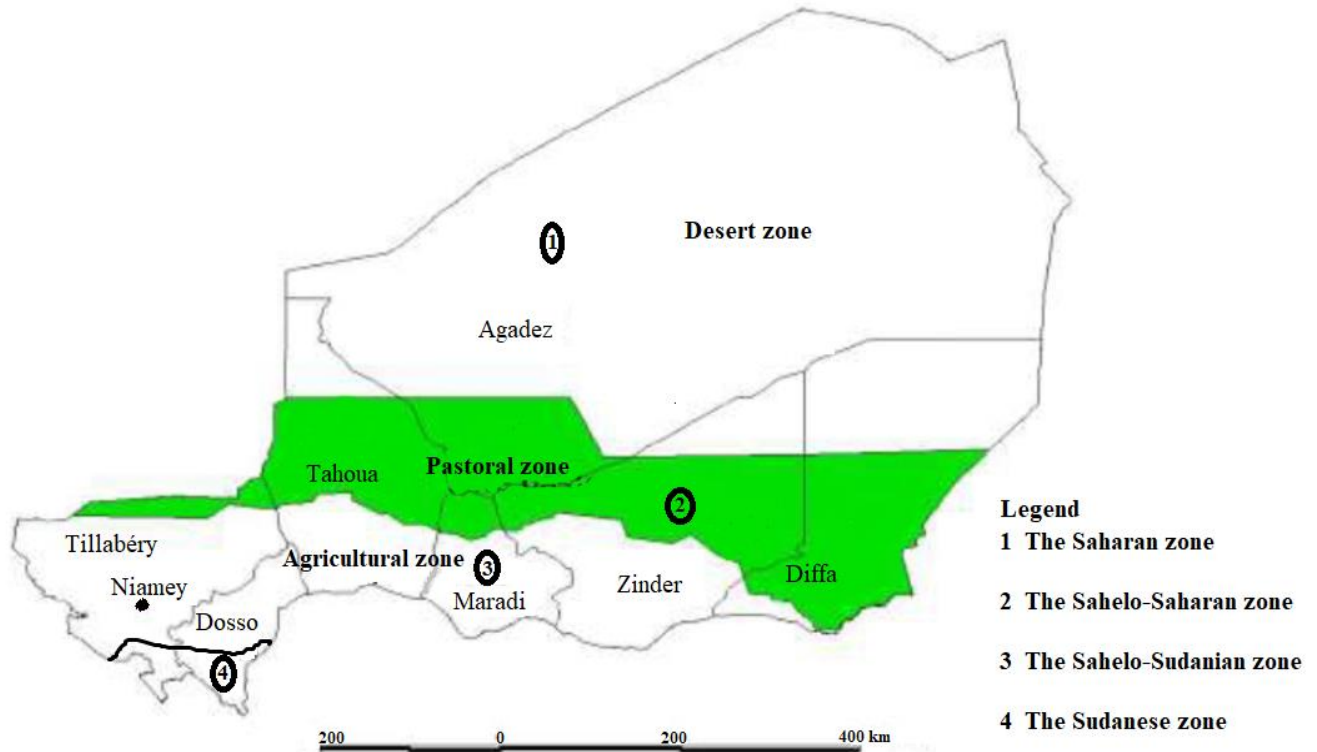 Desert zone
1
Agadez
Tahoua
Pastoral zone
2
Legend
1 The Saharan zone
Tillabéry
Agricultural zone
3
Zinder
Diffa
Niamey
Maradi
2 The Sahelo-Saharan zone
Dosso
3 The Sahelo-Sudanian zone
4
4 The Sudanese zone
200 0 200 400 km